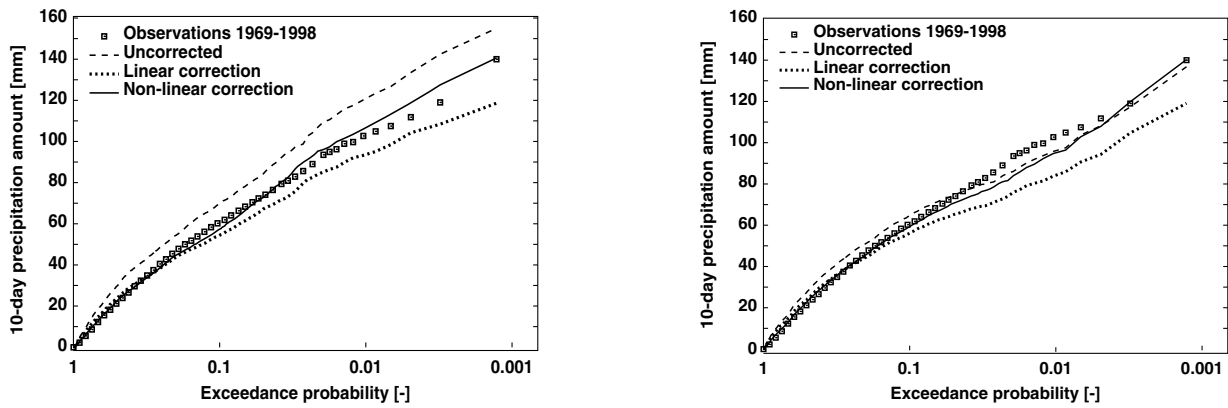 160
140
120
100
80
60
40
20
0
10-day precipitation amount [mm]
Observations 1969-1998
Uncorrected
Linear correction
Non-linear correction
1 0.1 0.01 0.001
Exceedance probability [-]
160
140
120
100
80
60
40
20
0
10-day precipitation amount [mm]
Observations 1969-1998
Uncorrected
Linear correction
Non-linear correction
1 0.1 0.01 0.001
Exceedance probability [-]